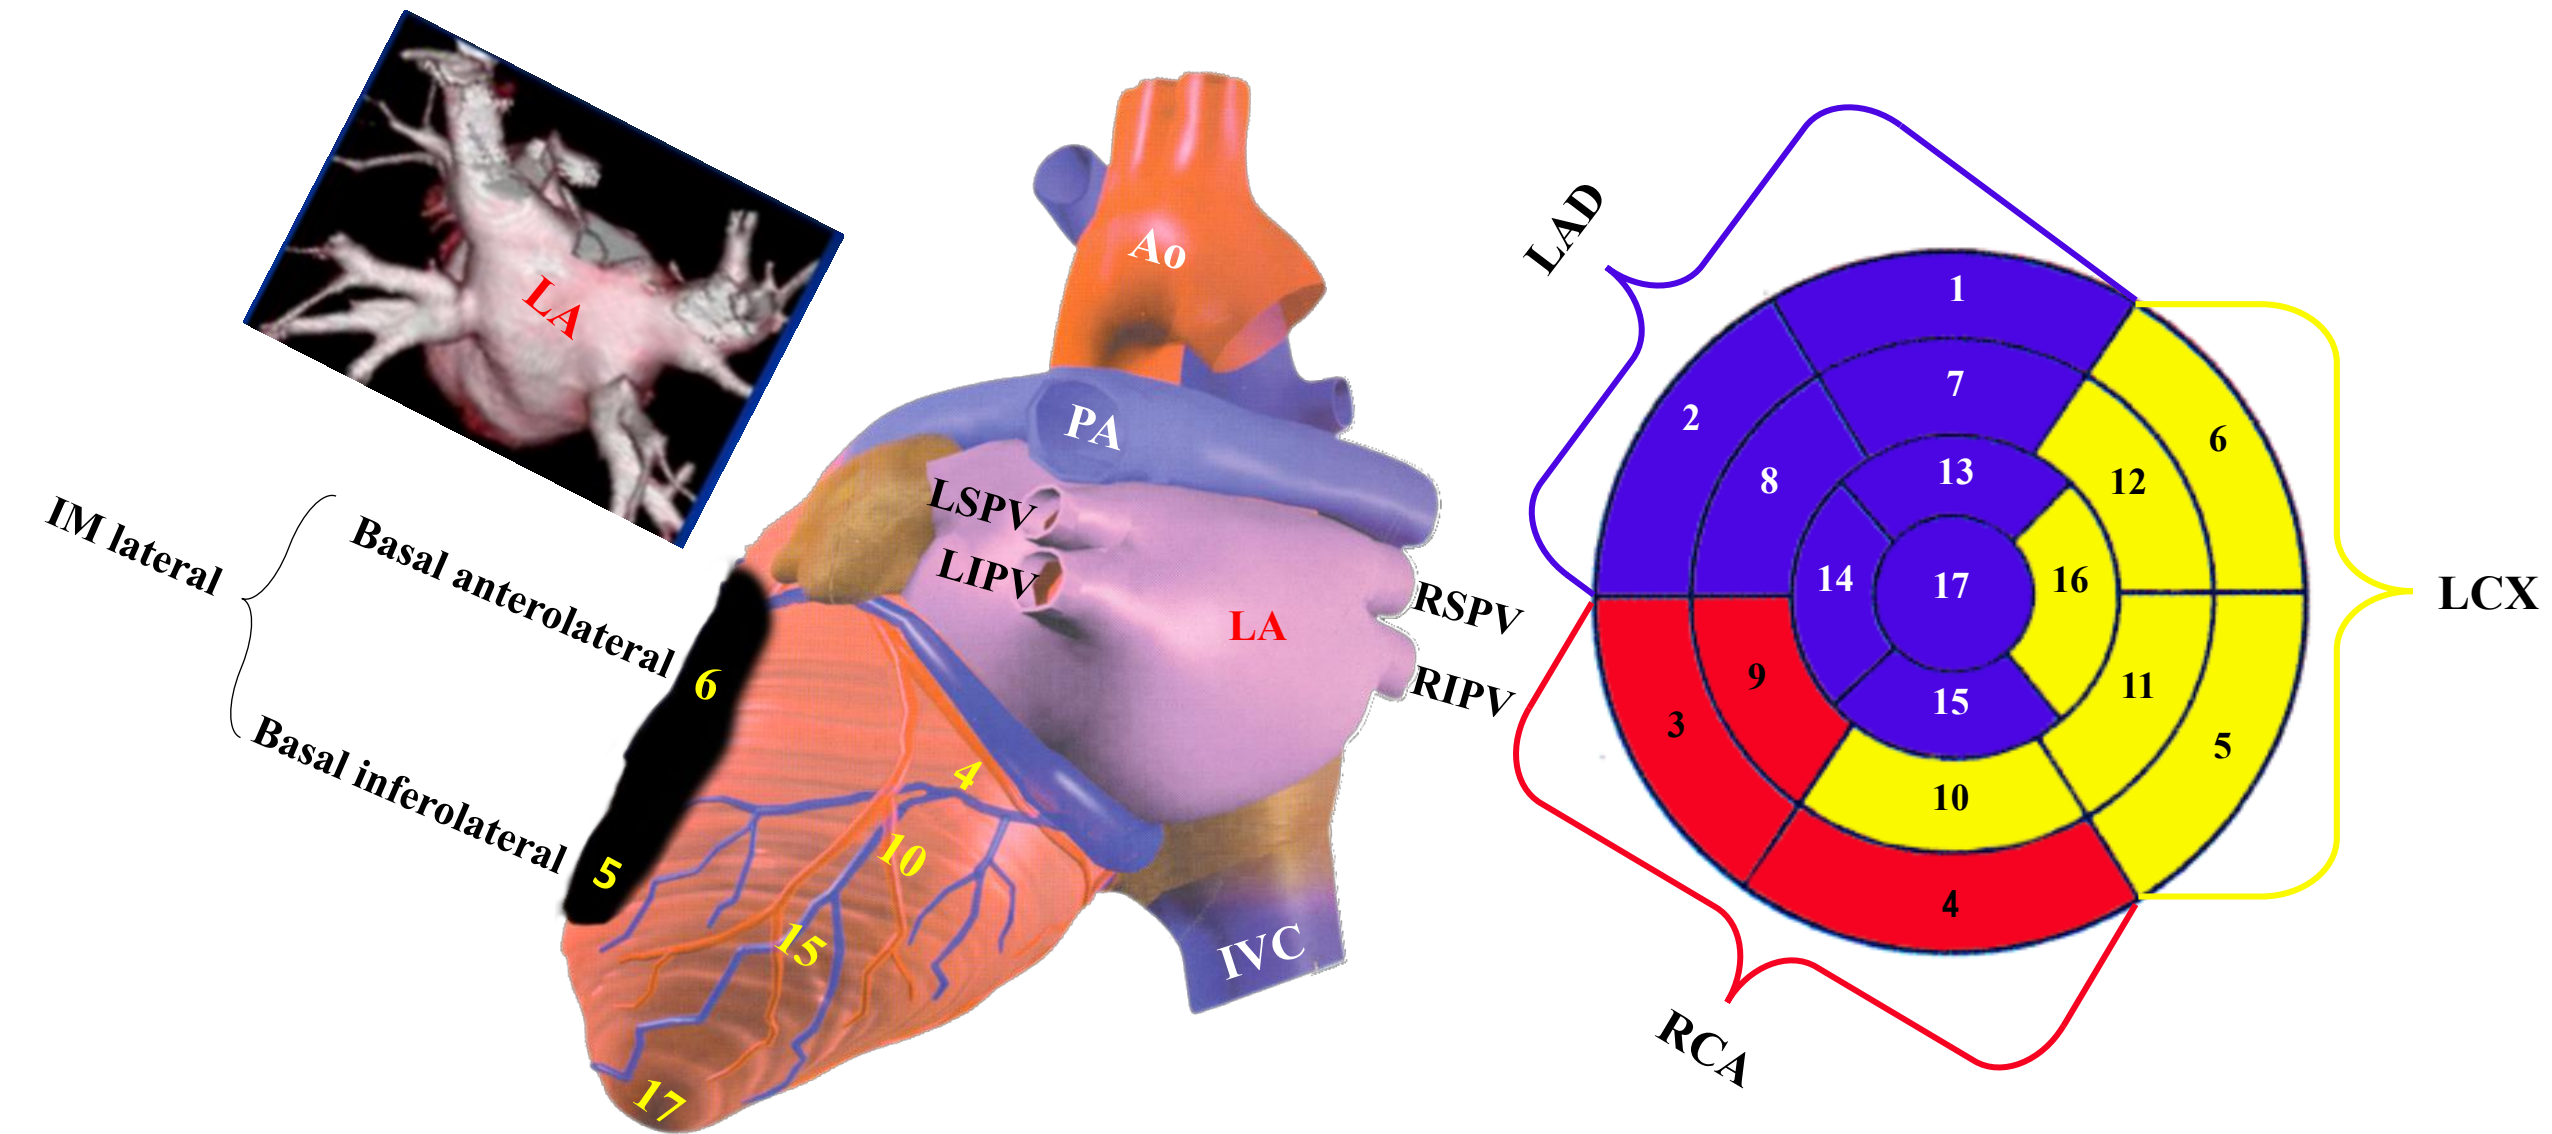 LA
IM lateral
Basal anterolateral
Basal inferolateral
6
5
Ao
PA
LSPV
LIPV
LA
RSPV
RIPV
4
10
15
17
IVC
LAD
LCX
RCA
1
2
7
6
8
13
12
14
17
16
9
3
15
11
5
10
4